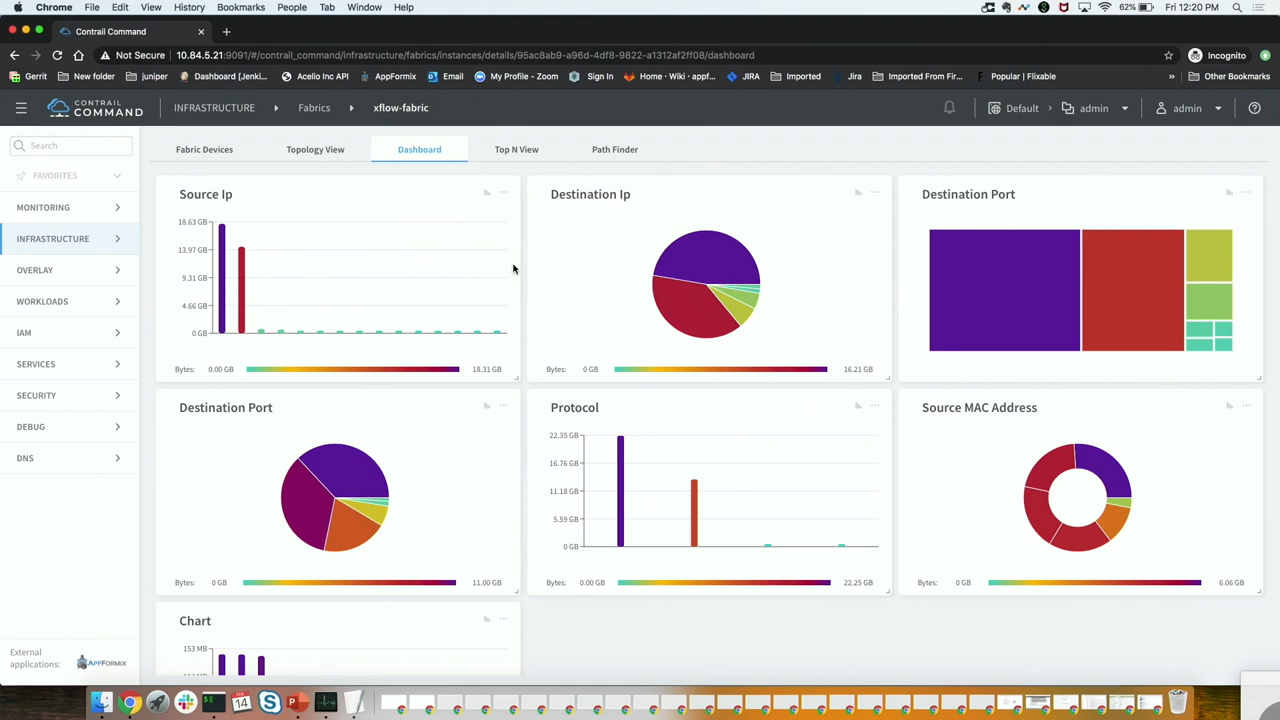 Chrome File Edit View History Bookmarks People Tab Window Help 62% Fri 12:20 PM
Contrail Command
Not Secure 10.84.5.21:9091/#/contrail_command/infrastructure/fabrics/instances/details/95ac8ab9-a96d-4df8-9822-a1312af2ff08/dashboard Incognito
Gerrit New folder juniper Dashboard [Jenki... Acelio Inc API AppFormix Email My Profile - Zoom Sign In Home · Wiki · appf... JIRA Imported Jira Imported From Fir... Popular | Flixable » Other Bookmarks
CONTRAIL COMMAND INFRASTRUCTURE Fabrics xflow-fabric Default admin admin
Search
FAVORITES
MONITORING
INFRASTRUCTURE
OVERLAY
WORKLOADS
IAM
SERVICES
SECURITY
DEBUG
DNS
External applications: APPFORMIX
Fabric Devices Topology View Dashboard Top N View Path Finder
Source Ip
18.63 GB
13.97 GB
9.31 GB
4.66 GB
0 GB
Bytes: 0.00 GB 18.31 GB
Destination Ip
Bytes: 0 GB 16.21 GB
Destination Port
Destination Port
Bytes: 0 GB 11.00 GB
Protocol
22.35 GB
16.76 GB
11.18 GB
5.59 GB
0 GB
Bytes: 0.00 GB 22.25 GB
Source MAC Address
Bytes: 0 GB 6.06 GB
Chart
153 MB
14